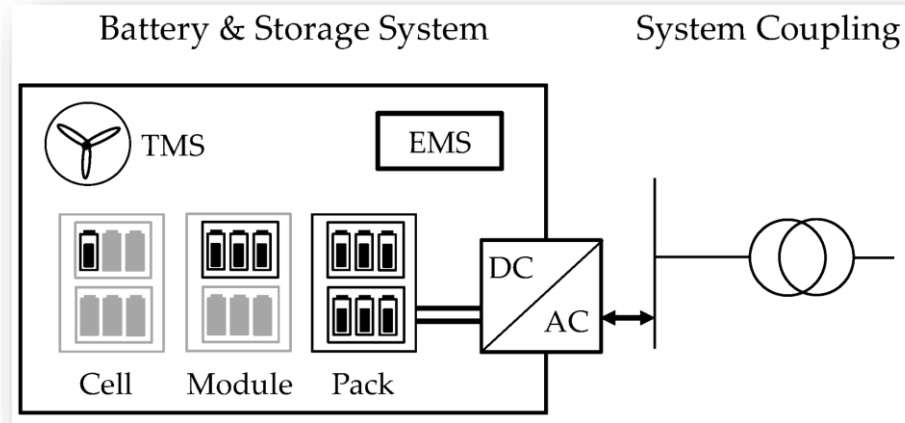 Battery & Storage System
System Coupling
TMS
EMS
DC
AC
Cell
Module
Pack